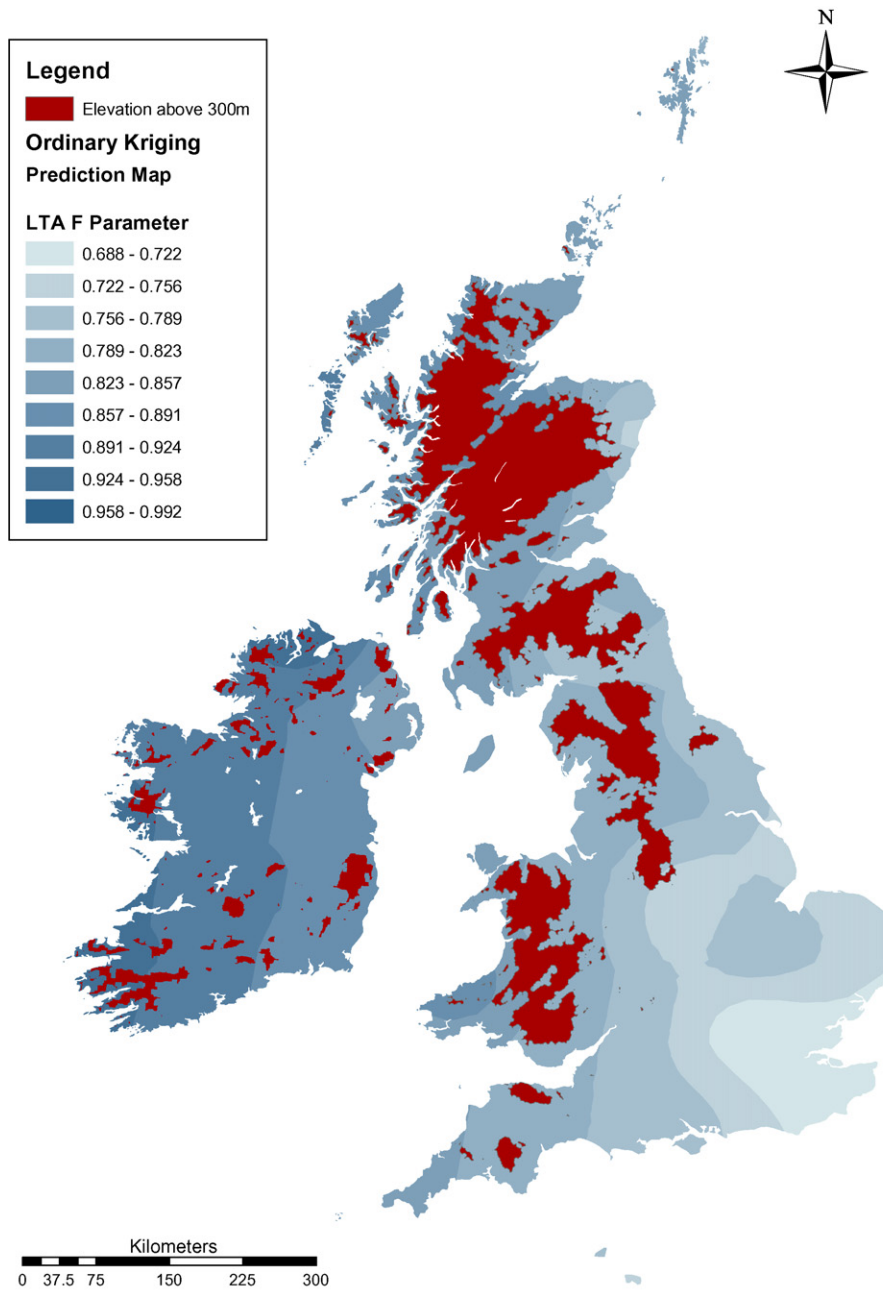 N
Legend
Elevation above 300m
Ordinary Kriging
Prediction Map
LTA F Parameter
0.688 - 0.722
0.722 - 0.756
0.756 - 0.789
0.789 - 0.823
0.823 - 0.857
0.857 - 0.891
0.891 - 0.924
0.924 - 0.958
0.958 - 0.992
Kilometers
0 37.5 75 150 225 300